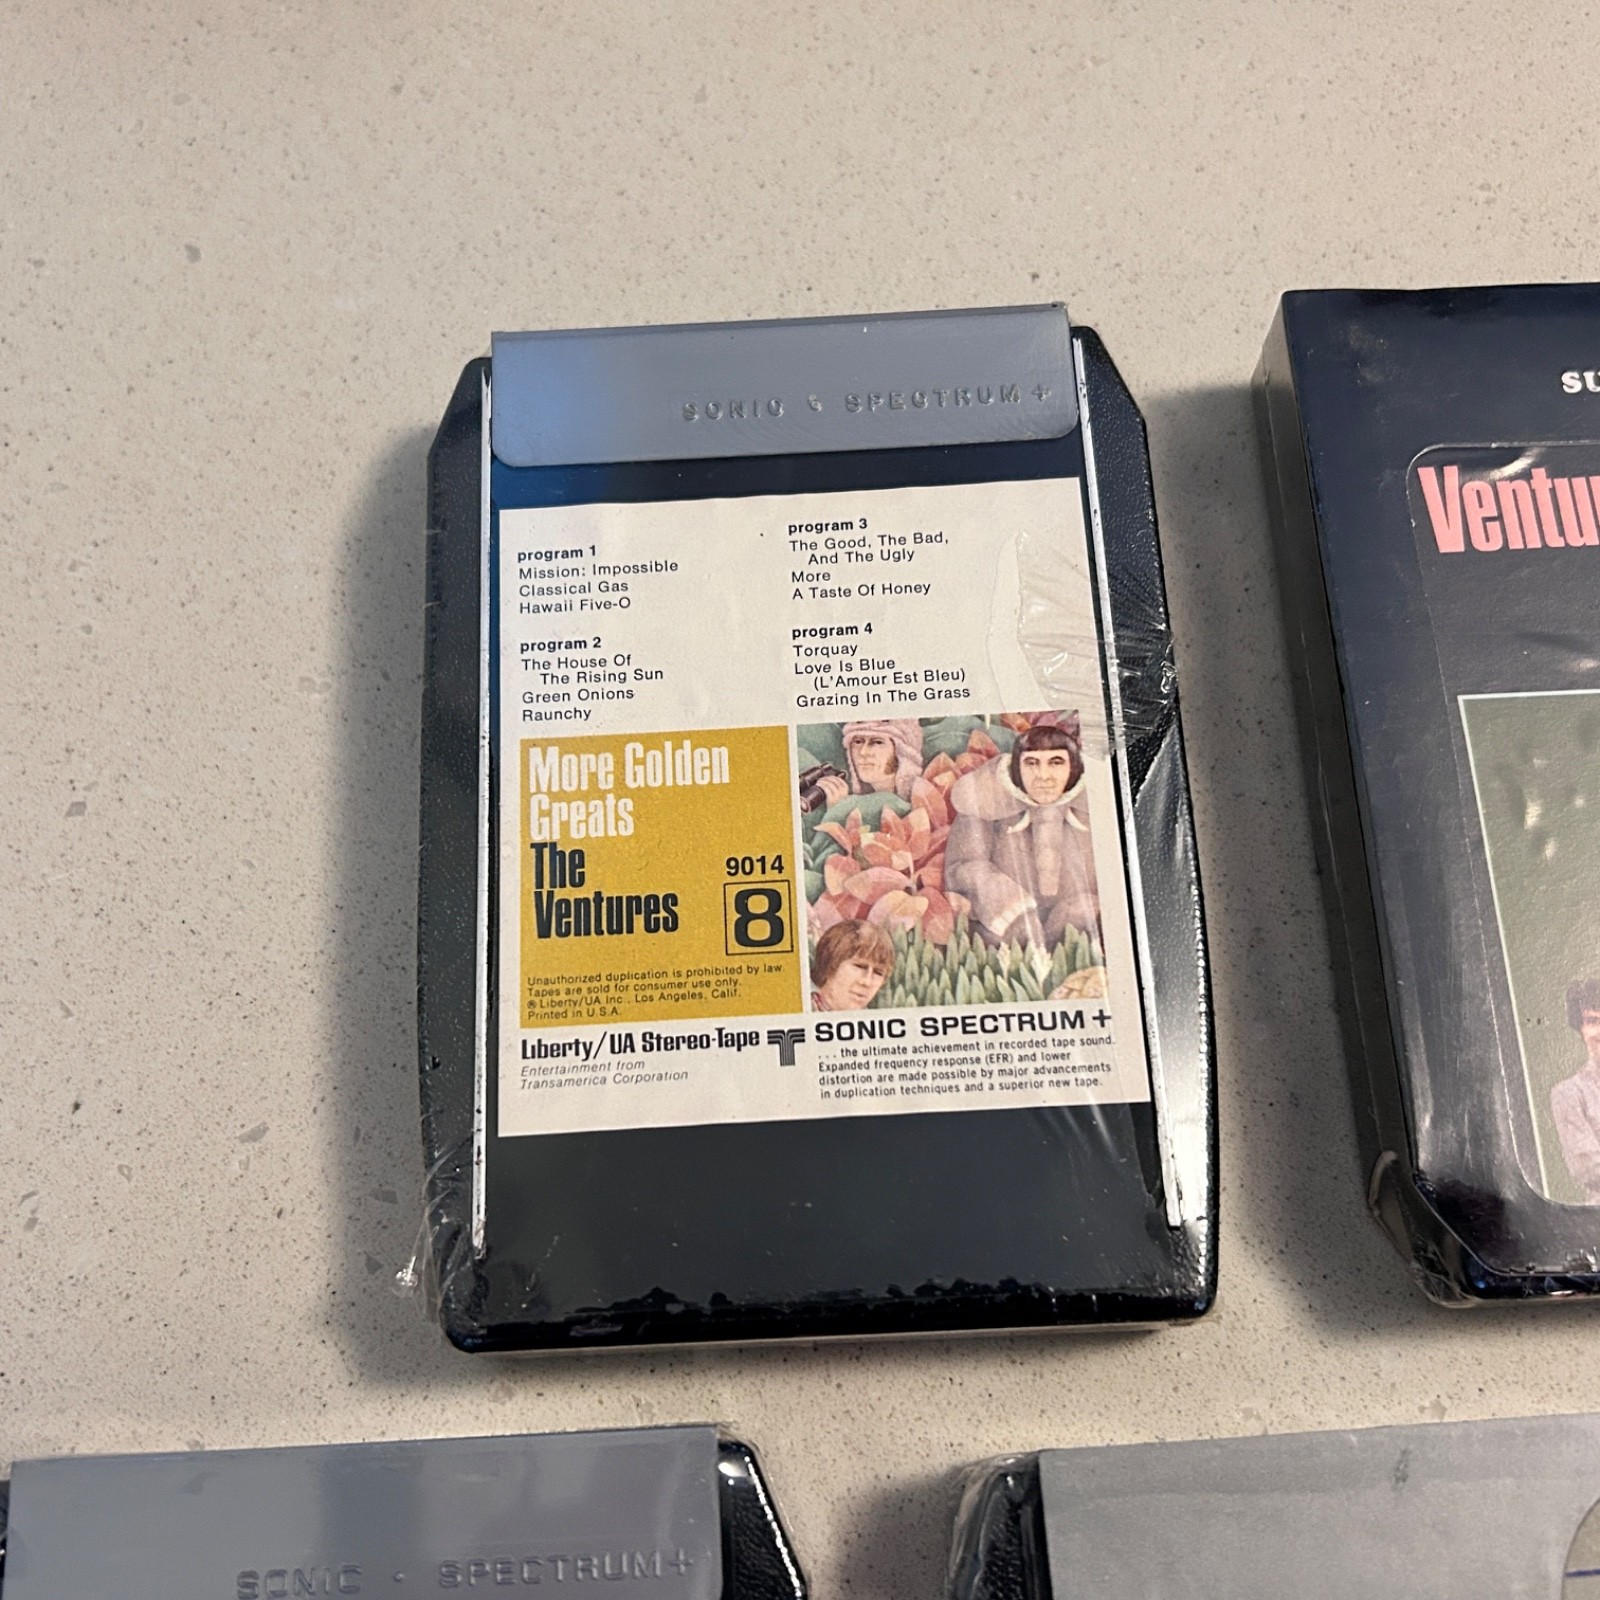 SONIC • SPECTRUM+
program 1
Mission: Impossible
Classical Gas
Hawaii Five-O
program 2
The House Of
The Rising Sun
Green Onions
Raunchy
program 3
The Good, The Bad,
And The Ugly
More
A Taste Of Honey
program 4
Torquay
Love Is Blue
(L'Amour Est Bleu)
Grazing In The Grass
More Golden
Greats
The
Ventures
9014
8
Unauthorized duplication is prohibited by law.
Tapes are sold for consumer use only.
℗ Liberty/UA Inc., Los Angeles, Calif.
Printed in U.S.A.
Liberty/UA Stereo-Tape
Entertainment from
Transamerica Corporation
SONIC SPECTRUM+
... the ultimate achievement in recorded tape sound.
Expanded frequency response (EFR) and lower
distortion are made possible by major advancements
in duplication techniques and a superior new tape.
SU
Ventu
SONIC • SPECTRUM+